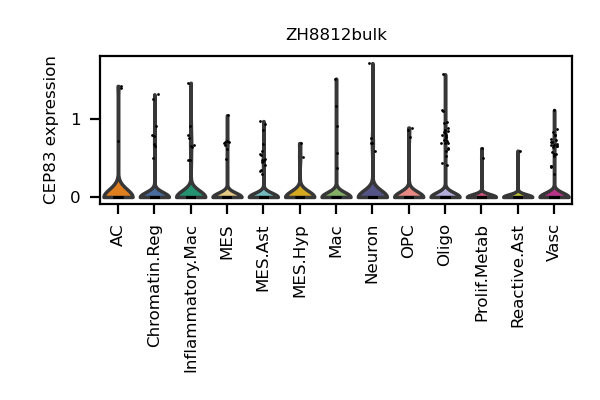 ZH8812bulk
CEP83 expression
1
0
AC
Chromatin.Reg
Inflammatory.Mac
MES
MES.Ast
MES.Hyp
Mac
Neuron
OPC
Oligo
Prolif.Metab
Reactive.Ast
Vasc